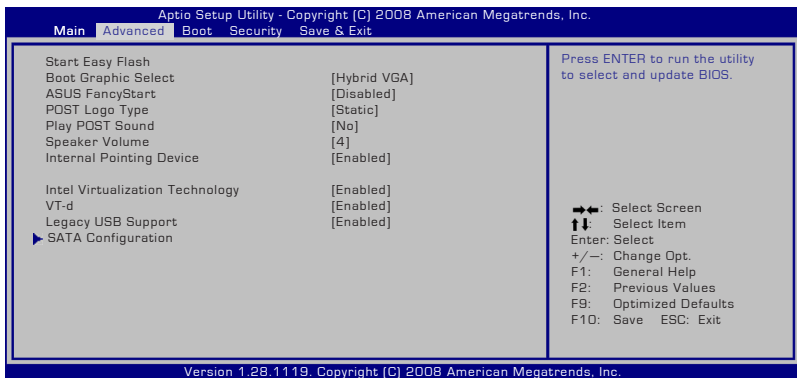 Aptio Setup Utility - Copyright (C) 2008 American Megatrends, Inc.
Main Advanced Boot Security Save & Exit
Start Easy Flash
Boot Graphic Select [Hybrid VGA]
ASUS FancyStart [Disabled]
POST Logo Type [Static]
Play POST Sound [No]
Speaker Volume [4]
Internal Pointing Device [Enabled]
Intel Virtualization Technology [Enabled]
VT-d [Enabled]
Legacy USB Support [Enabled]
SATA Configuration
Press ENTER to run the utility
to select and update BIOS.
→←: Select Screen
↑↓: Select Item
Enter: Select
+/—: Change Opt.
F1: General Help
F2: Previous Values
F9: Optimized Defaults
F10: Save ESC: Exit
Version 1.28.1119. Copyright (C) 2008 American Megatrends, Inc.